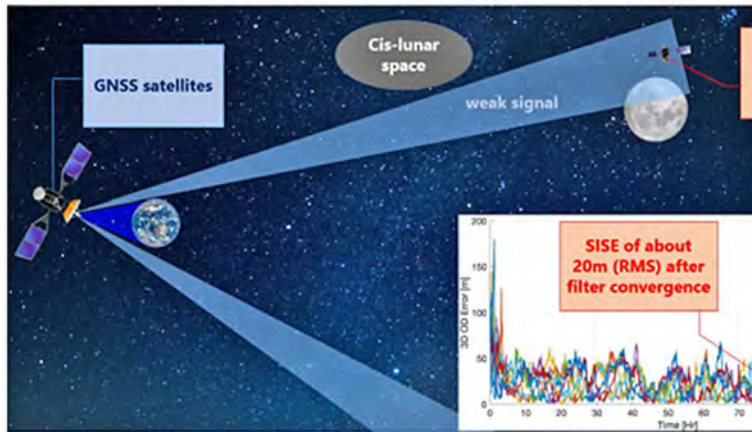 Cis-lunar
space
GNSS satellites
weak signal
SISE of about
20m (RMS) after
filter convergence
3D OD Error [m]
200
150
100
50
0
0 10 20 30 40 50 60 70
Time [Hr]